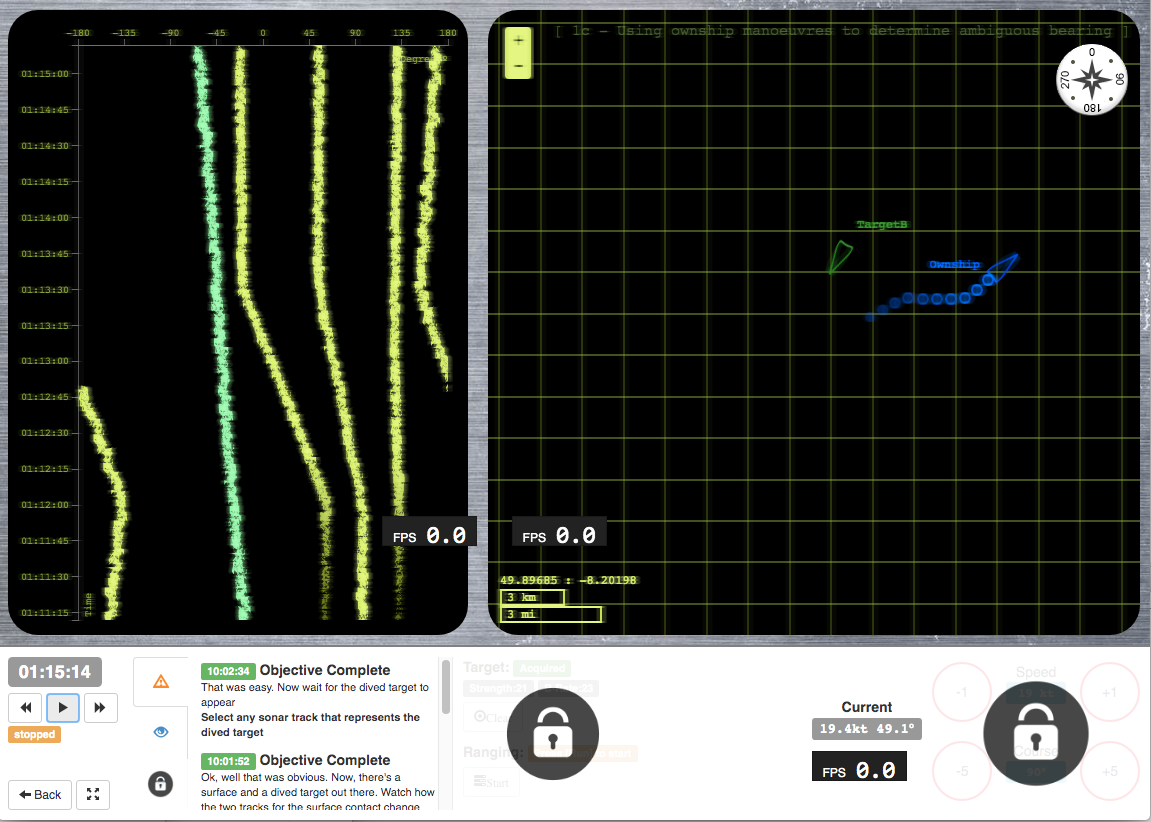 -180 -135 -90 -45 0 45 90 135 180
Degrees
01:15:00
01:14:45
01:14:30
01:14:15
01:14:00
01:13:45
01:13:30
01:13:15
01:13:00
01:12:45
01:12:30
01:12:15
01:12:00
01:11:45
01:11:30
01:11:15
Time
FPS 0.0
+
-
[ 1c - Using ownship manoeuvres to determine ambiguous bearing ]
0
90
180
270
TargetB
Ownship
FPS 0.0
49.89685 : -8.20198
3 km
3 mi
01:15:14
stopped
Back
10:02:34 Objective Complete
That was easy. Now wait for the dived target to
appear
Select any sonar track that represents the
dived target
10:01:52 Objective Complete
Ok, well that was obvious. Now, there's a
surface and a dived target out there. Watch how
the two tracks for the surface contact change
Target: Acquired
Strength:21
Ranging:
Start
Current
19.4kt 49.1°
FPS 0.0
Speed
-1
+1
Course
-5
+5